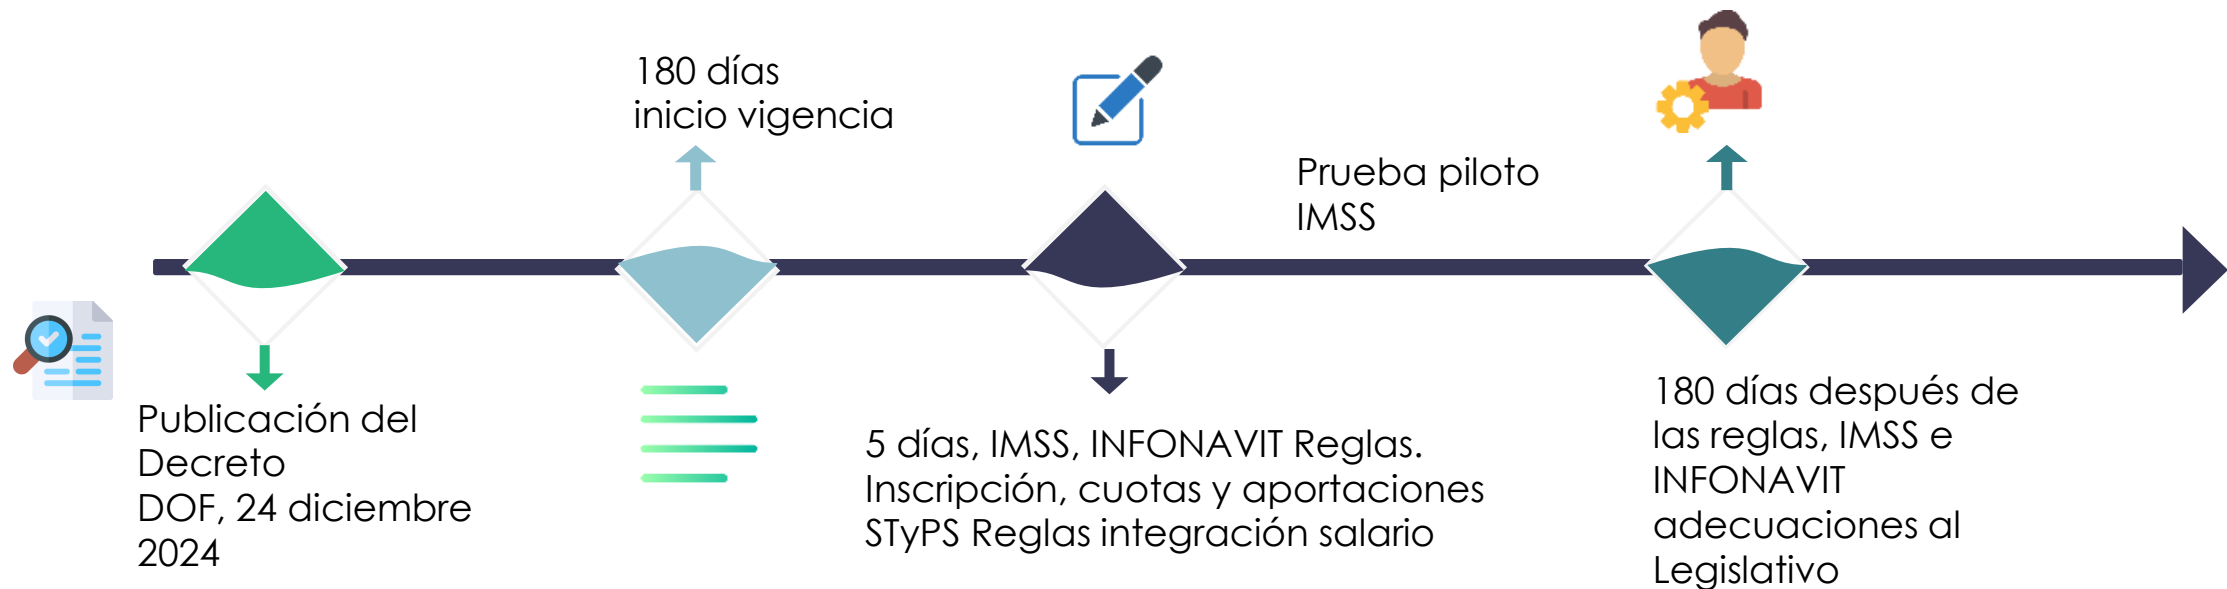 Publicación del
Decreto
DOF, 24 diciembre
2024
180 días
inicio vigencia
5 días, IMSS, INFONAVIT Reglas.
Inscripción, cuotas y aportaciones
STyPS Reglas integración salario
Prueba piloto
IMSS
180 días después de
las reglas, IMSS e
INFONAVIT
adecuaciones al
Legislativo